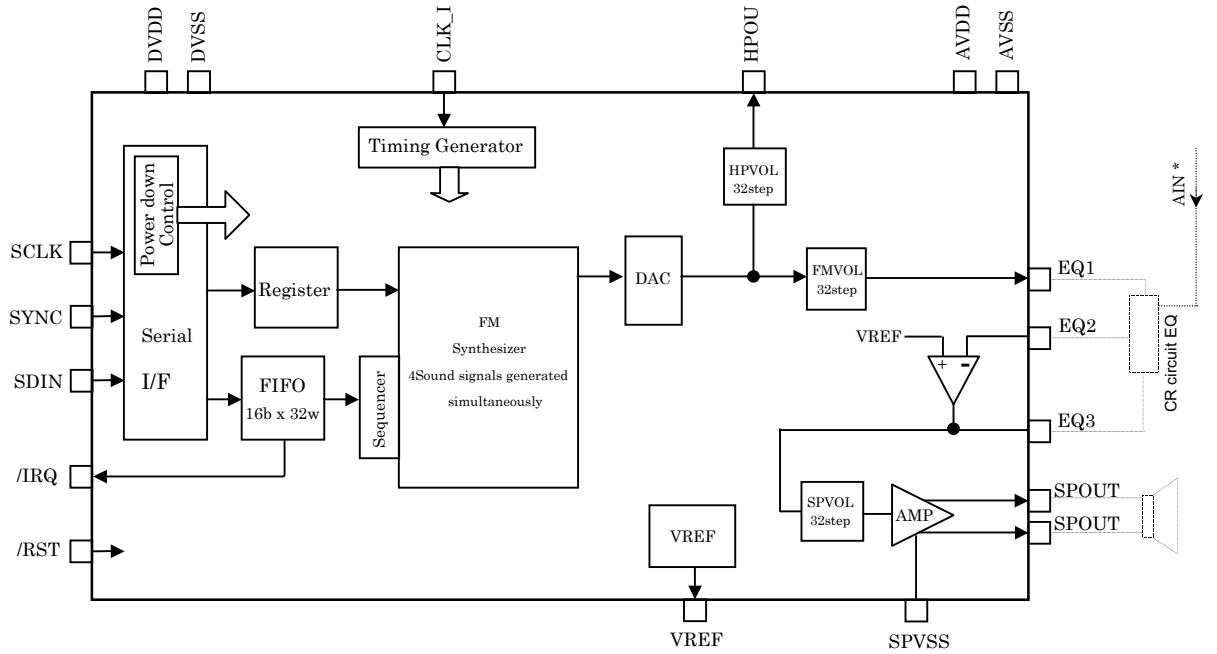 DVDD
DVSS
CLK_I
HPOU
AVDD
AVSS
Timing Generator
HPVOL
32step
AIN *
Power down
Control
SCLK
SYNC
SDIN
/IRQ
/RST
Serial
I/F
Register
FIFO
16b x 32w
Sequencer
FM
Synthesizer
4Sound signals generated
simultaneously
DAC
FMVOL
32step
EQ1
EQ2
EQ3
CR circuit EQ
VREF
+
-
SPVOL
32step
AMP
SPOUT
SPOUT
VREF
VREF
SPVSS